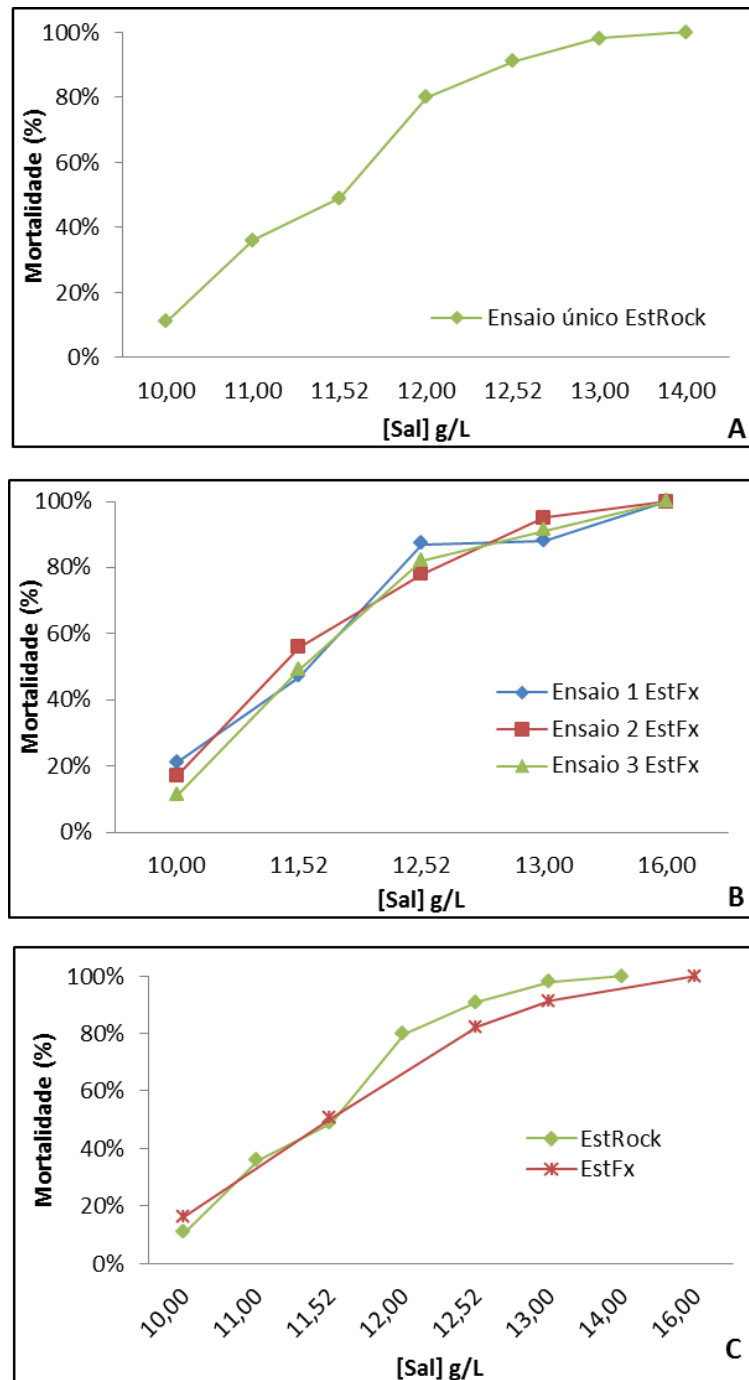 100%
80%
60%
40%
20%
0%
Mortalidade (%)
Ensaio único EstRock
10,00 11,00 11,52 12,00 12,52 13,00 14,00
[Sal] g/L
A
100%
80%
60%
40%
20%
0%
Mortalidade (%)
Ensaio 1 EstFx
Ensaio 2 EstFx
Ensaio 3 EstFx
10,00 11,52 12,52 13,00 16,00
[Sal] g/L
B
100%
80%
60%
40%
20%
0%
Mortalidade (%)
EstRock
EstFx
10,00 11,00 11,52 12,00 12,52 13,00 14,00 16,00
[Sal] g/L
C